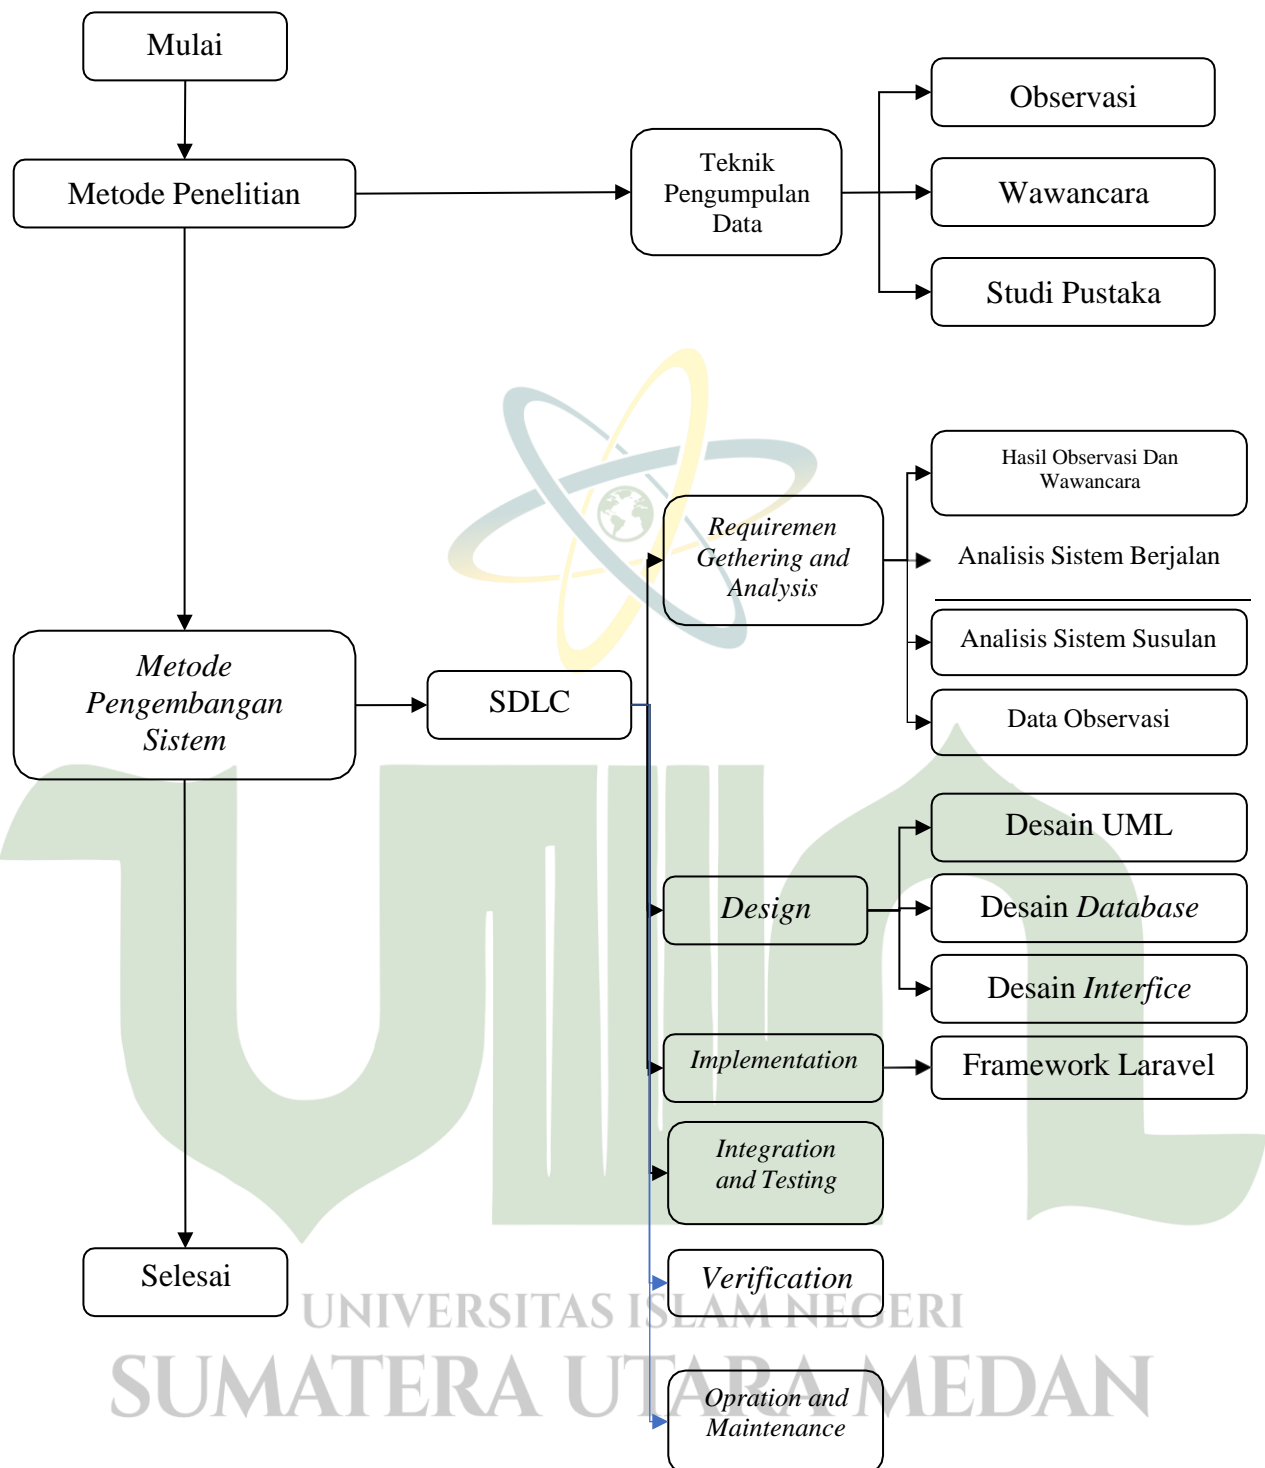 Mulai
Metode Penelitian
Teknik
Pengumpulan
Data
Observasi
Wawancara
Studi Pustaka
Metode
Pengembangan
Sistem
SDLC
Requiremen
Gethering and
Analysis
Hasil Observasi Dan
Wawancara
Analisis Sistem Berjalan
Analisis Sistem Susulan
Data Observasi
Design
Desain UML
Desain Database
Desain Interfice
Implementation
Framework Laravel
Integration
and Testing
Verification
Opration and
Maintenance
Selesai
UIN
UNIVERSITAS ISLAM NEGERI
SUMATERA UTARA MEDAN